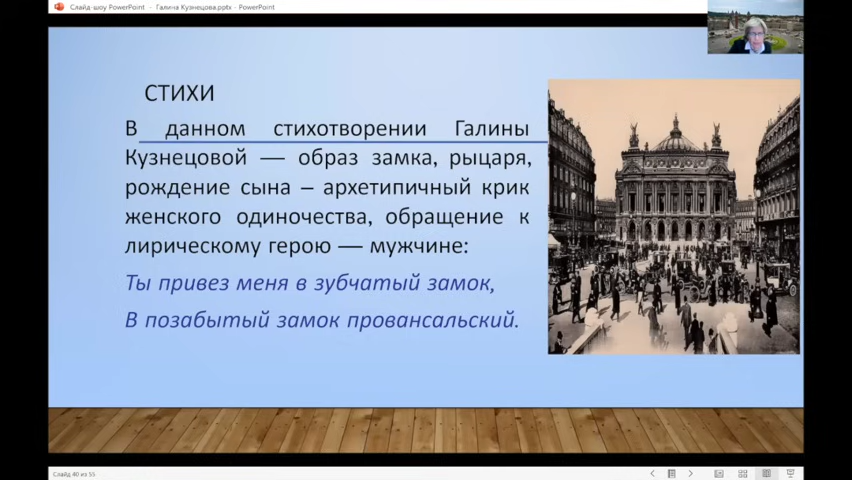 Слайд-шоу PowerPoint - Галина Кузнецова.pptx - PowerPoint
СТИХИ
В данном стихотворении Галины
Кузнецовой — образ замка, рыцаря,
рождение сына – архетипичный крик
женского одиночества, обращение к
лирическому герою — мужчине:
Ты привез меня в зубчатый замок,
В позабытый замок провансальский.
Слайд 40 из 55